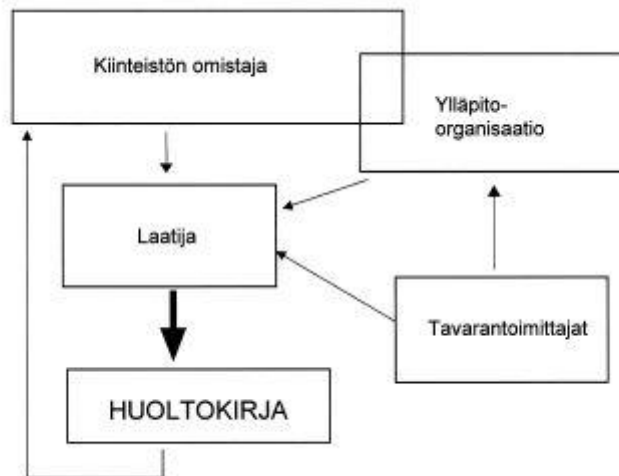 Kiinteistön omistaja
Ylläpito-
organisaatio
Laatija
Tavarantoimittajat
HUOLTOKIRJA